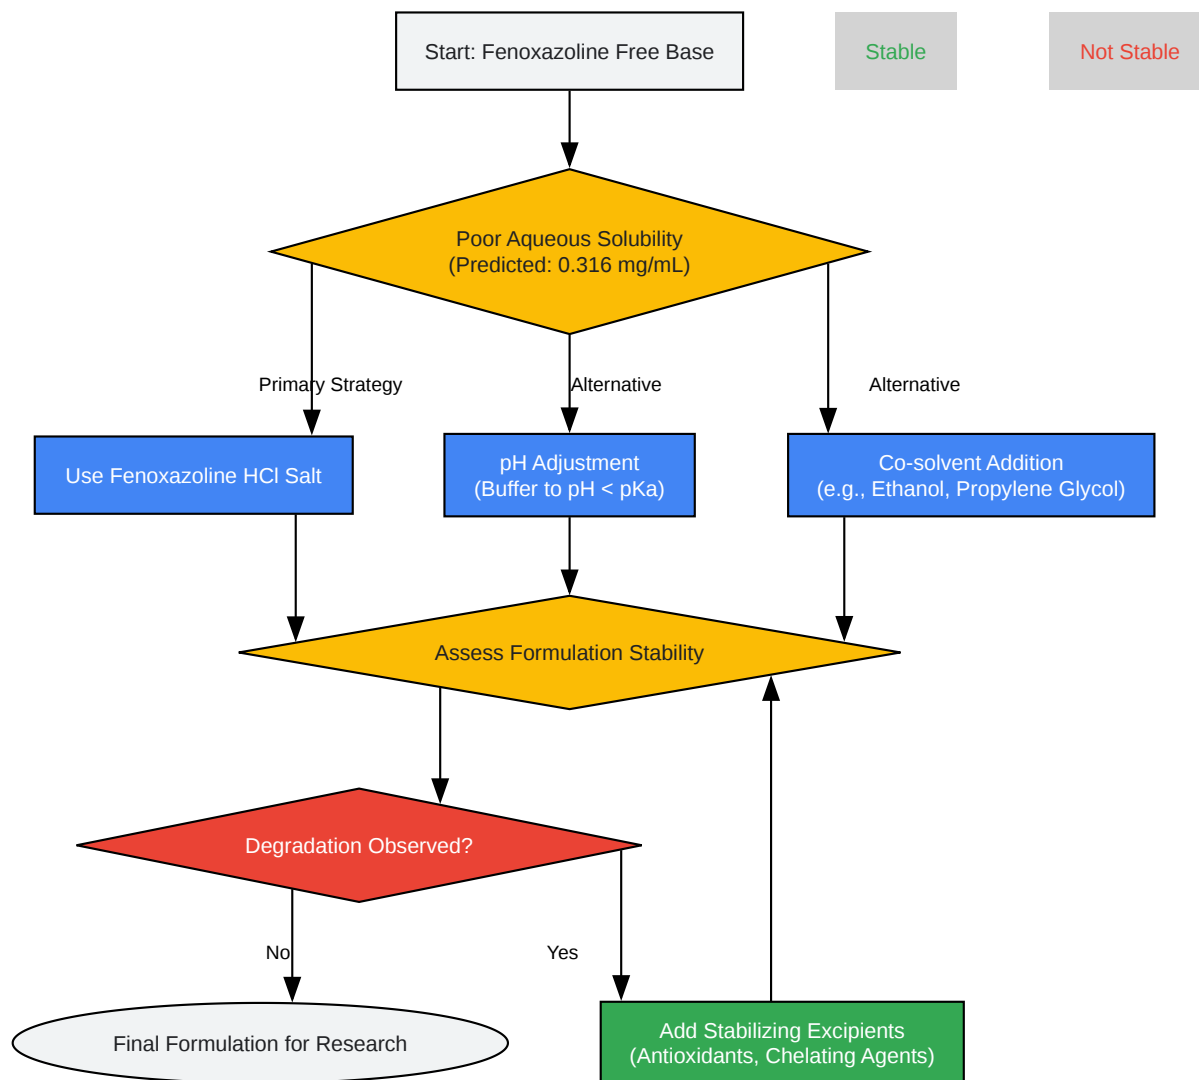 Start: Fenoxazoline Free Base
Stable
Not Stable
Poor Aqueous Solubility
(Predicted: 0.316 mg/mL)
Primary Strategy
Alternative
Alternative
Use Fenoxazoline HCl Salt
pH Adjustment
(Buffer to pH < pKa)
Co-solvent Addition
(e.g., Ethanol, Propylene Glycol)
Assess Formulation Stability
Degradation Observed?
No
Yes
Final Formulation for Research
Add Stabilizing Excipients
(Antioxidants, Chelating Agents)